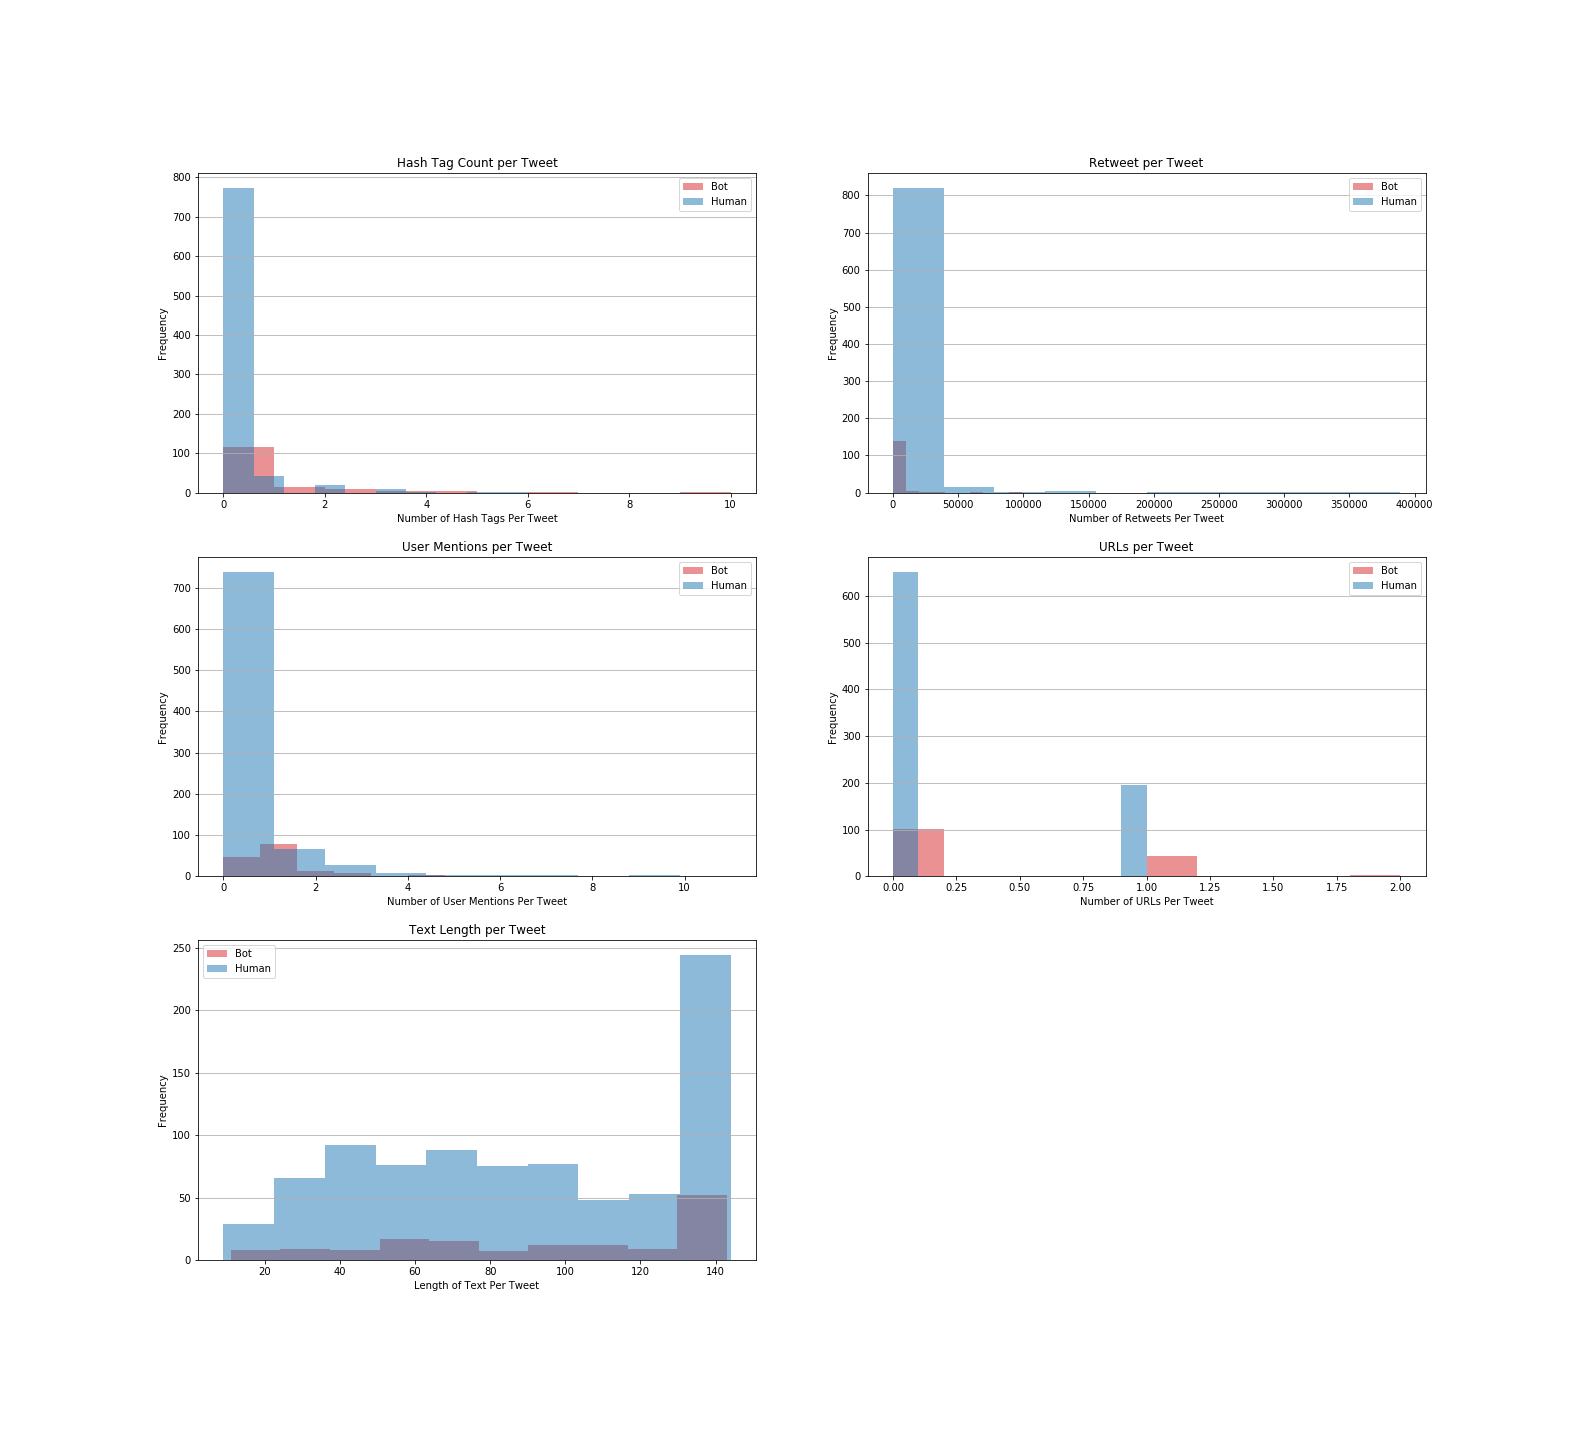 Hash Tag Count per Tweet
800
700
600
500
400
300
200
100
0
Frequency
Bot
Human
0 2 4 6 8 10
Number of Hash Tags Per Tweet
Retweet per Tweet
800
700
600
500
400
300
200
100
0
Frequency
Bot
Human
0 50000 100000 150000 200000 250000 300000 350000 400000
Number of Retweets Per Tweet
User Mentions per Tweet
700
600
500
400
300
200
100
0
Frequency
Bot
Human
0 2 4 6 8 10
Number of User Mentions Per Tweet
URLs per Tweet
600
500
400
300
200
100
0
Frequency
Bot
Human
0.00 0.25 0.50 0.75 1.00 1.25 1.50 1.75 2.00
Number of URLs Per Tweet
Text Length per Tweet
250
200
150
100
50
0
Frequency
Bot
Human
20 40 60 80 100 120 140
Length of Text Per Tweet